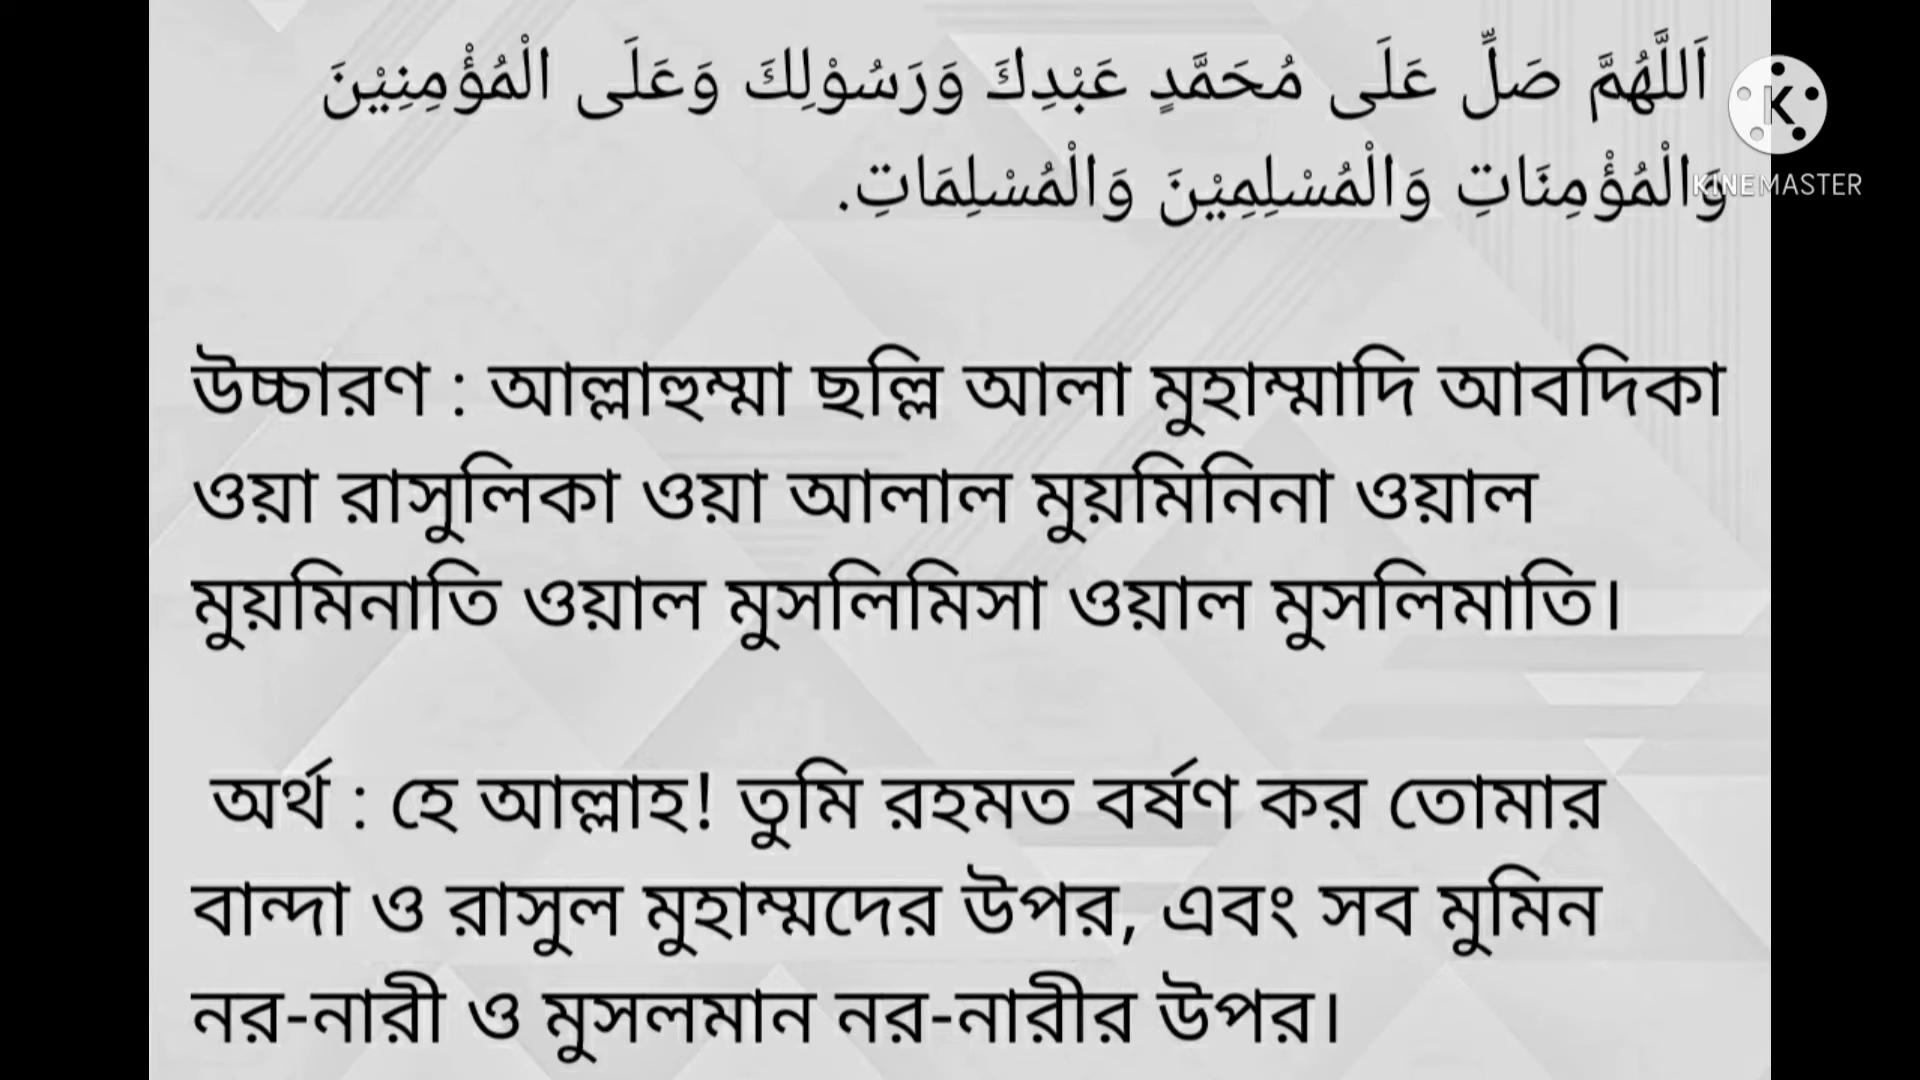 اَللَّهُمَّ صَلِّ عَلَى مُحَمَّدٍ عَبْدِكَ وَرَسُوْلِكَ وَعَلَى الْمُؤْمِنِيْنَ
وَالْمُؤْمِنَاتِ وَالْمُسْلِمِيْنَ وَالْمُسْلِمَاتِ.
K
KINEMASTER
উচ্চারণ : আল্লাহুম্মা ছল্লি আলা মুহাম্মাদি আবদিকা
ওয়া রাসুলিকা ওয়া আলাল মুয়মিনিনা ওয়াল
মুয়মিনাতি ওয়াল মুসলিমিসা ওয়াল মুসলিমাতি।
অর্থ : হে আল্লাহ! তুমি রহমত বর্ষণ কর তোমার
বান্দা ও রাসুল মুহাম্মদের উপর, এবং সব মুমিন
নর-নারী ও মুসলমান নর-নারীর উপর।